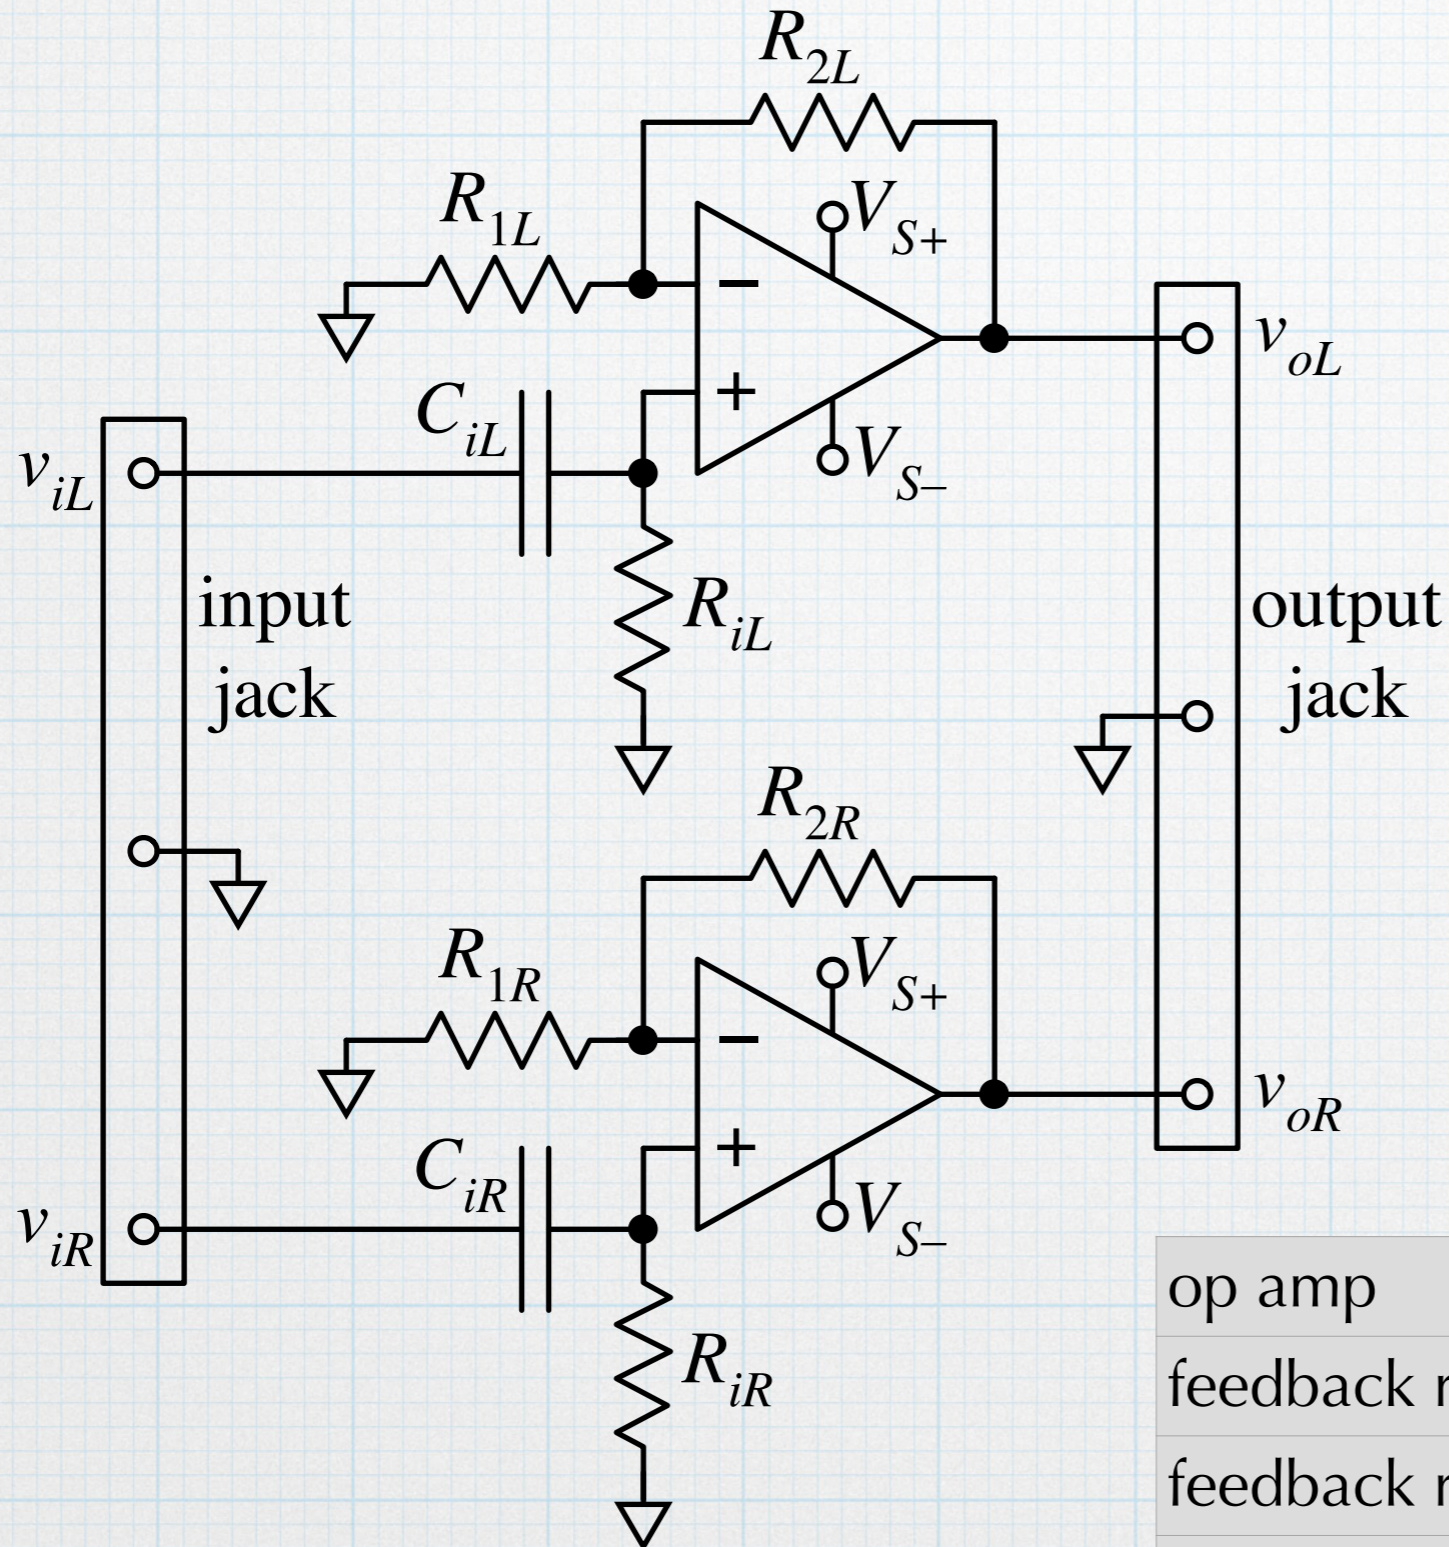 R2L
R1L
VS+
−
+
CiL
VS−
viL
voL
RiL
input
jack
output
jack
R2R
R1R
VS+
−
+
CiR
VS−
viR
voR
RiR
op amp
feedback
feedback